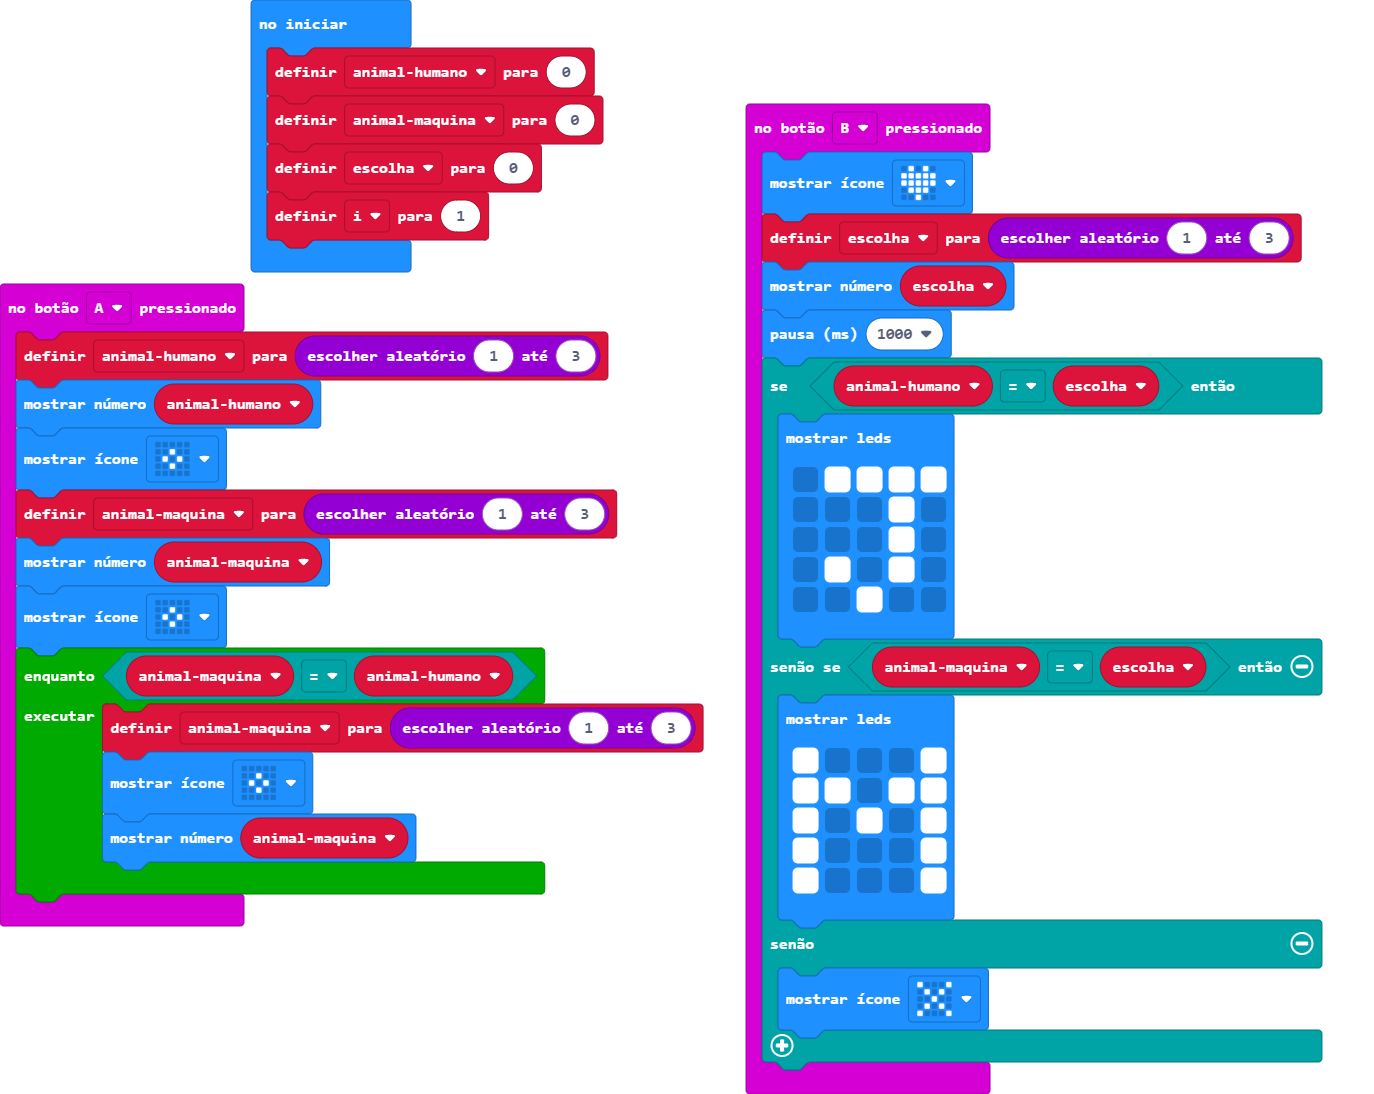 no iniciar
definir animal-humano para 0
definir animal-maquina para 0
definir escolha para 0
definir i para 1
no botão A pressionado
definir animal-humano para escolher aleatório 1 até 3
mostrar número animal-humano
mostrar ícone
definir animal-maquina para escolher aleatório 1 até 3
mostrar número animal-maquina
mostrar ícone
enquanto animal-maquina = animal-humano
executar
definir animal-maquina para escolher aleatório 1 até 3
mostrar ícone
mostrar número animal-maquina
no botão B pressionado
mostrar ícone
definir escolha para escolher aleatório 1 até 3
mostrar número escolha
pausa (ms) 1000
se animal-humano = escolha então
mostrar leds
senão se animal-maquina = escolha então
mostrar leds
senão
mostrar ícone